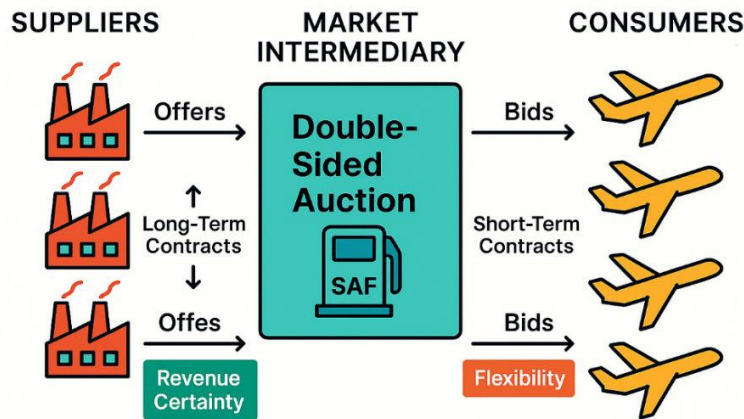 SUPPLIERS
MARKET
INTERMEDIARY
CONSUMERS
Offers
Double-
Sided
Auction
SAF
Bids
Long-Term
Contracts
Short-Term
Contracts
Offes
Bids
Revenue
Certainty
Flexibility